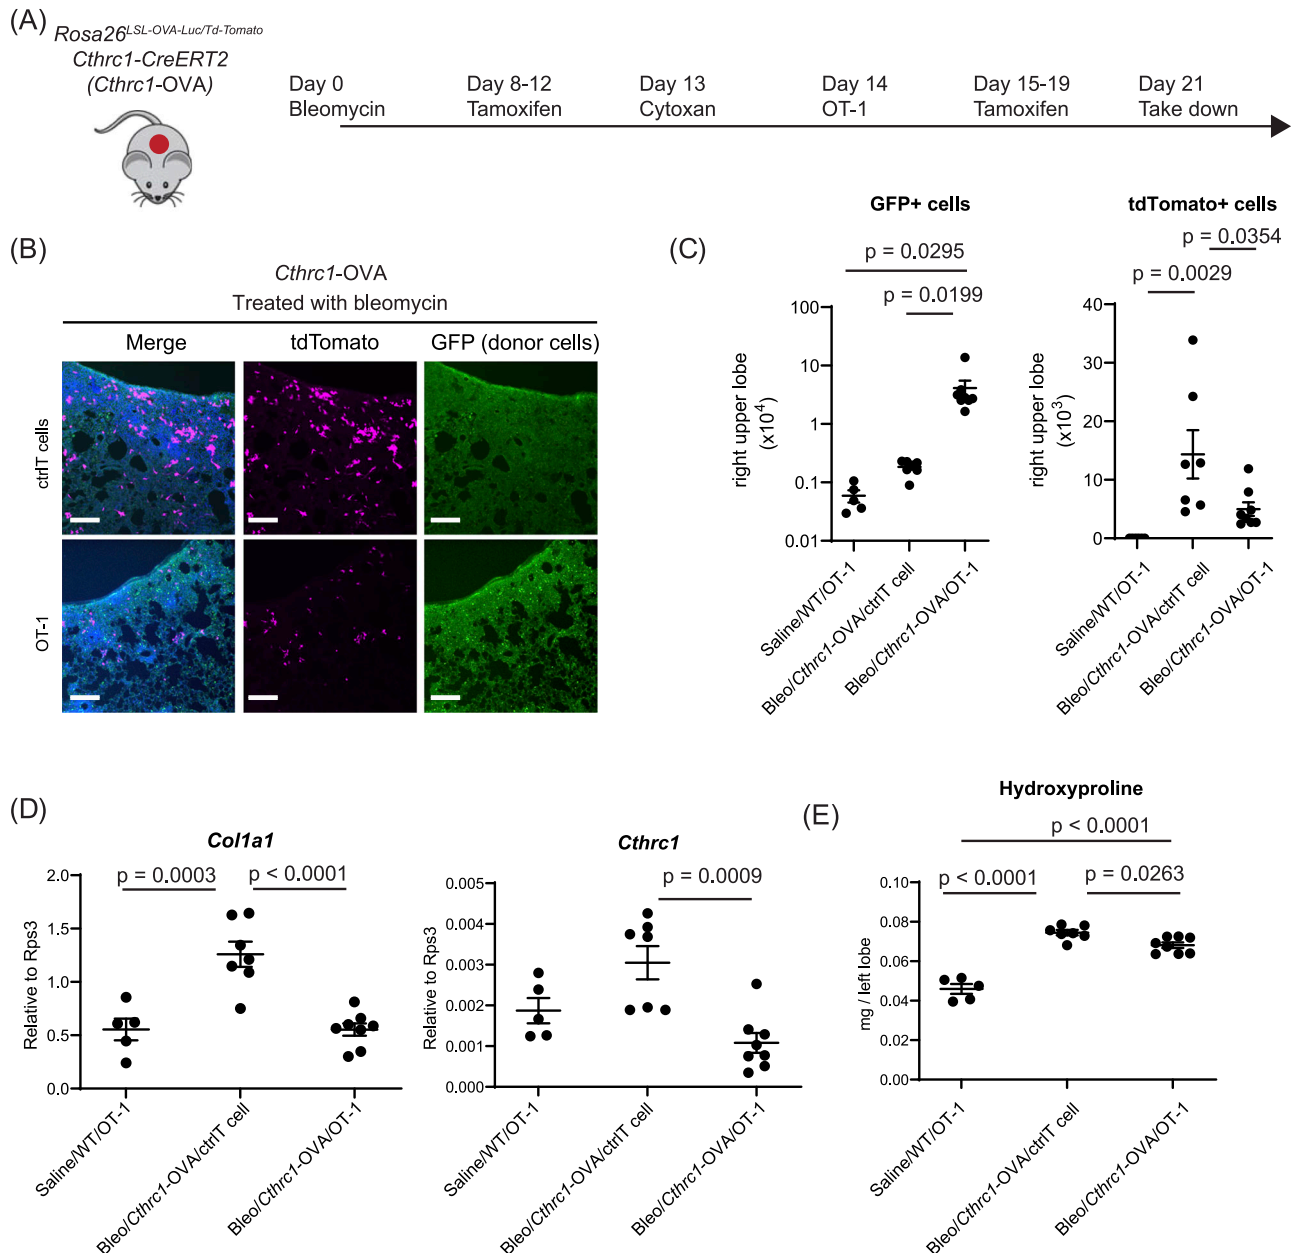 (A)
Rosa26LSL-OVA-Luc/Td-Tomato
Cthrc1-CreERT2
(Cthrc1-OVA)
Day 0
Bleomycin
Day 8-12
Tamoxifen
Day 13
Cytoxan
Day 14
OT-1
Day 15-19
Tamoxifen
Day 21
Take down
(B)
Cthrc1-OVA
Treated with bleomycin
Merge
tdTomato
GFP (donor cells)
ctrlT cells
OT-1
(C)
GFP+ cells
p = 0.0295
p = 0.0199
right upper lobe
(x10⁴)
100
10
1
0.1
0.01
Saline/WT/OT-1
Bleo/Cthrc1-OVA/ctrlT cell
Bleo/Cthrc1-OVA/OT-1
tdTomato+ cells
p = 0.0354
p = 0.0029
right upper lobe
(x10³)
40
30
20
10
0
Saline/WT/OT-1
Bleo/Cthrc1-OVA/ctrlT cell
Bleo/Cthrc1-OVA/OT-1
(D)
Col1a1
p = 0.0003
p < 0.0001
Relative to Rps3
2.0
1.5
1.0
0.5
0.0
Saline/WT/OT-1
Bleo/Cthrc1-OVA/ctrlT cell
Bleo/Cthrc1-OVA/OT-1
Cthrc1
p = 0.0009
Relative to Rps3
0.005
0.004
0.003
0.002
0.001
0.000
Saline/WT/OT-1
Bleo/Cthrc1-OVA/ctrlT cell
Bleo/Cthrc1-OVA/OT-1
(E)
Hydroxyproline
p < 0.0001
p < 0.0001
p = 0.0263
mg / left lobe
0.10
0.08
0.06
0.04
0.02
0.00
Saline/WT/OT-1
Bleo/Cthrc1-OVA/ctrlT cell
Bleo/Cthrc1-OVA/OT-1